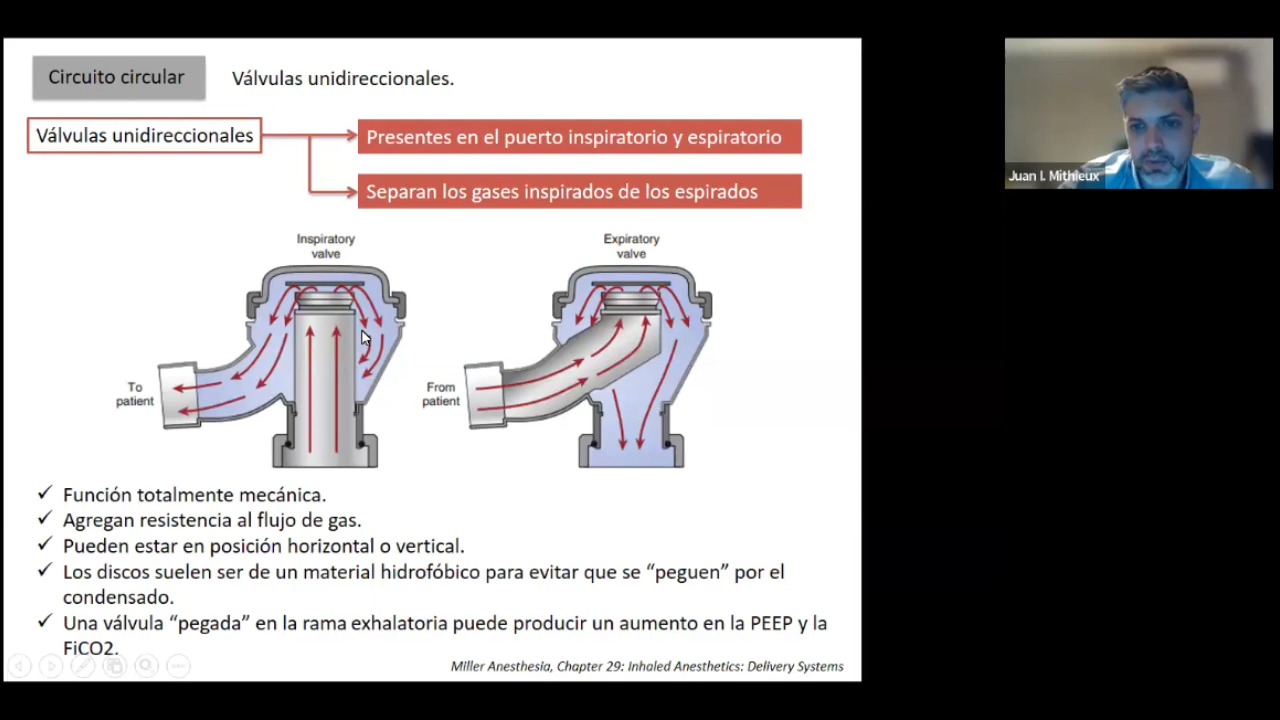 Circuito circular
Válvulas unidireccionales.
Válvulas unidireccionales
Presentes en el puerto inspiratorio y espiratorio
Separan los gases inspirados de los espirados
Juan I. Mithieux
Inspiratory
valve
Expiratory
valve
To
patient
From
patient
✓ Función totalmente mecánica.
✓ Agregan resistencia al flujo de gas.
✓ Pueden estar en posición horizontal o vertical.
✓ Los discos suelen ser de un material hidrofóbico para evitar que se “peguen” por el
condensado.
✓ Una válvula “pegada” en la rama exhalatoria puede producir un aumento en la PEEP y la
FiCO2.
Miller Anesthesia, Chapter 29: Inhaled Anesthetics: Delivery Systems